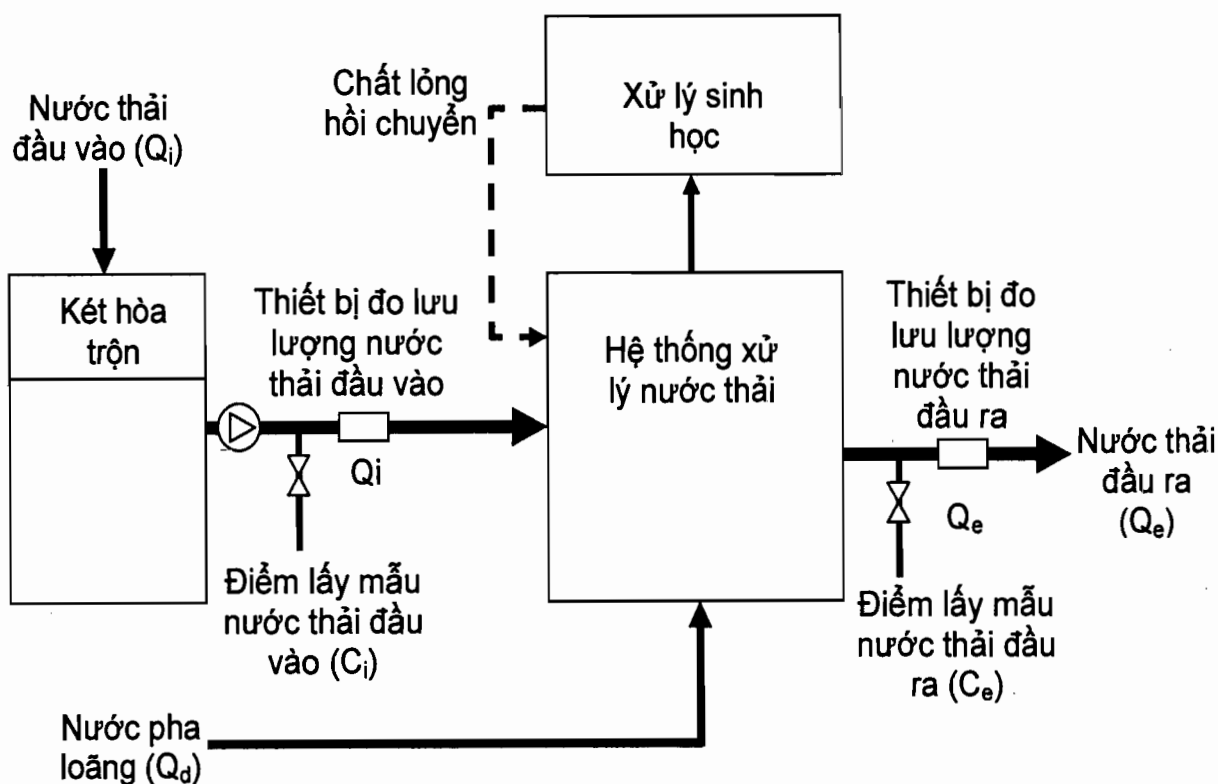 Nước thải
đầu vào (Qi)
Két hòa
trộn
Chất lỏng
hồi chuyển
Xử lý sinh
học
Thiết bị đo lưu
lượng nước
thải đầu vào
Qi
Điểm lấy mẫu
nước thải đầu
vào (Ci)
Hệ thống xử
lý nước thải
Thiết bị đo
lưu lượng
nước thải
đầu ra
Qe
Nước thải
đầu ra
(Qe)
Điểm lấy mẫu
nước thải đầu
ra (Ce)
Nước pha
loãng (Qd)